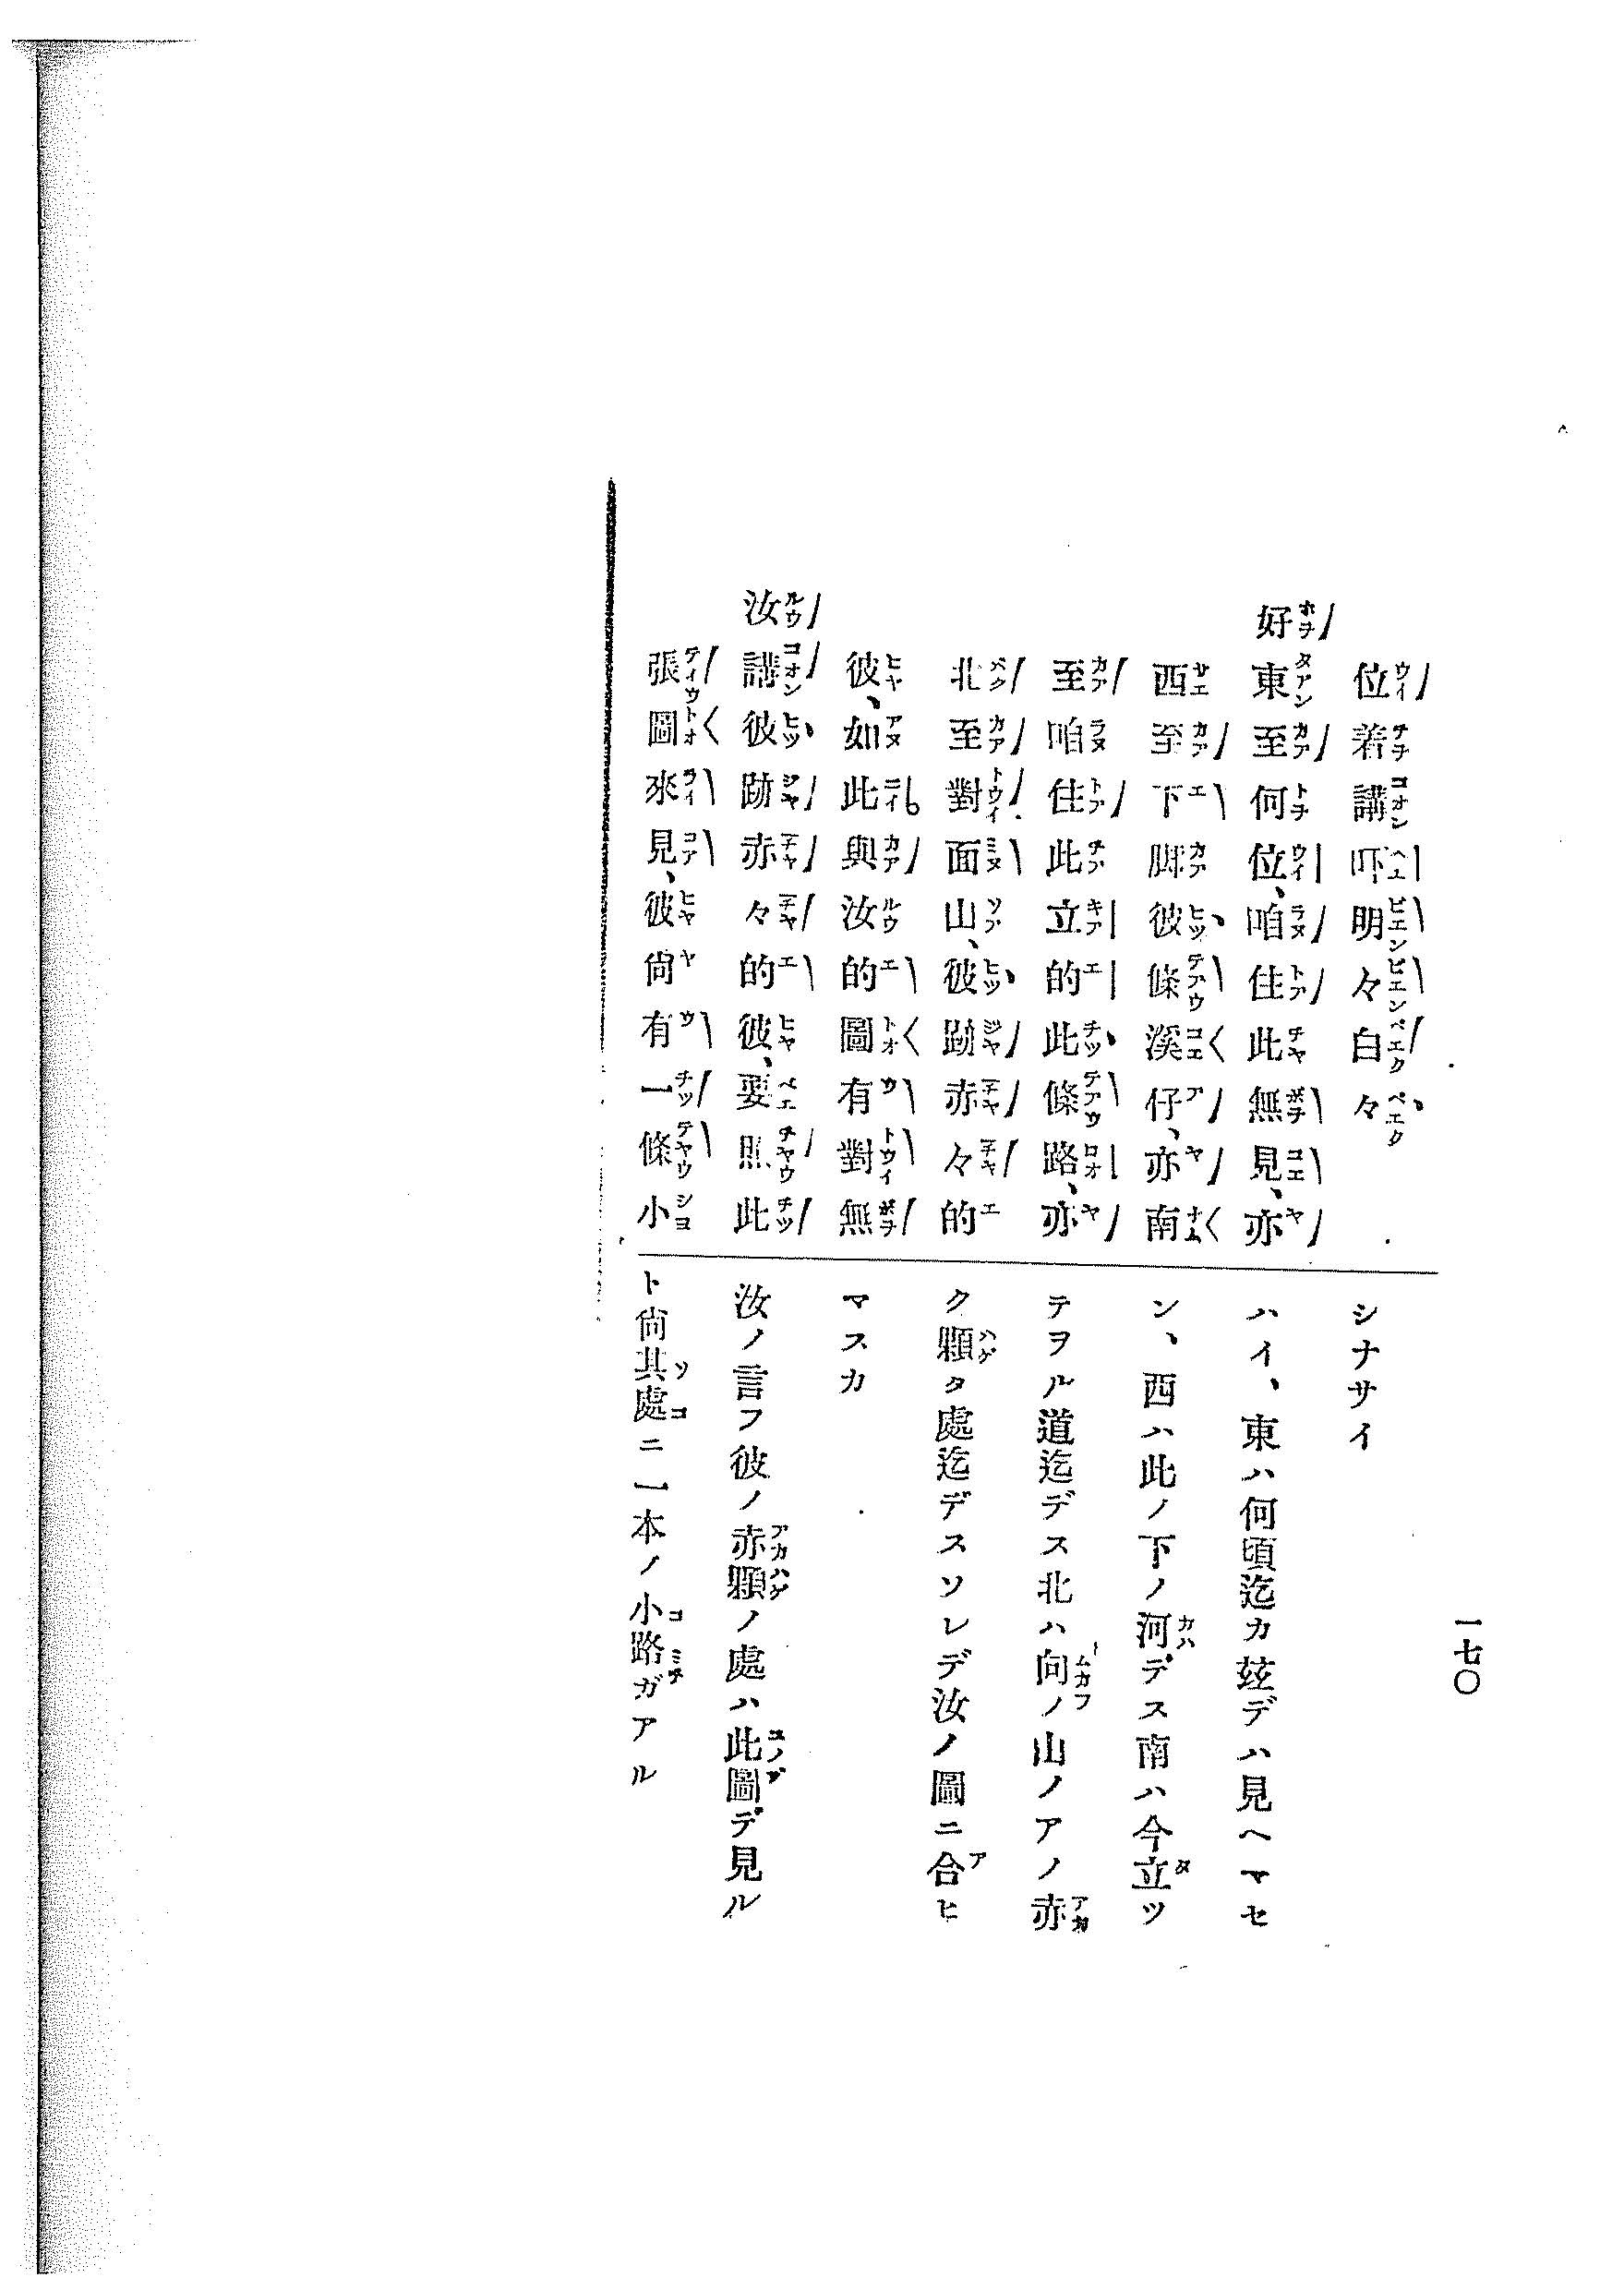 一七〇
位着講吥明々白々
好東至何位、咱住此無見、亦
西至下脚彼條溪仔、亦南
至咱住此立的此條路、亦
北至對面山、彼跡赤々的
彼、如此與汝的圖有對無
汝講彼跡赤々的彼、要照此
張圖來見、彼尙有一條小
シナサイ
ハイ、東ハ何頃迄カ玆デハ見ヘマセ
ン、西ハ此ノ下ノ河デス南ハ今立ツ
テヲル道迄デス北ハ向ノ山ノアノ赤
ク顋タ處迄デスソレデ汝ノ圖ニ合ヒ
マスカ
汝ノ言フ彼ノ赤顋ノ處ハ此圖デ見ル
ト尙其處ニ一本ノ小路ガアル